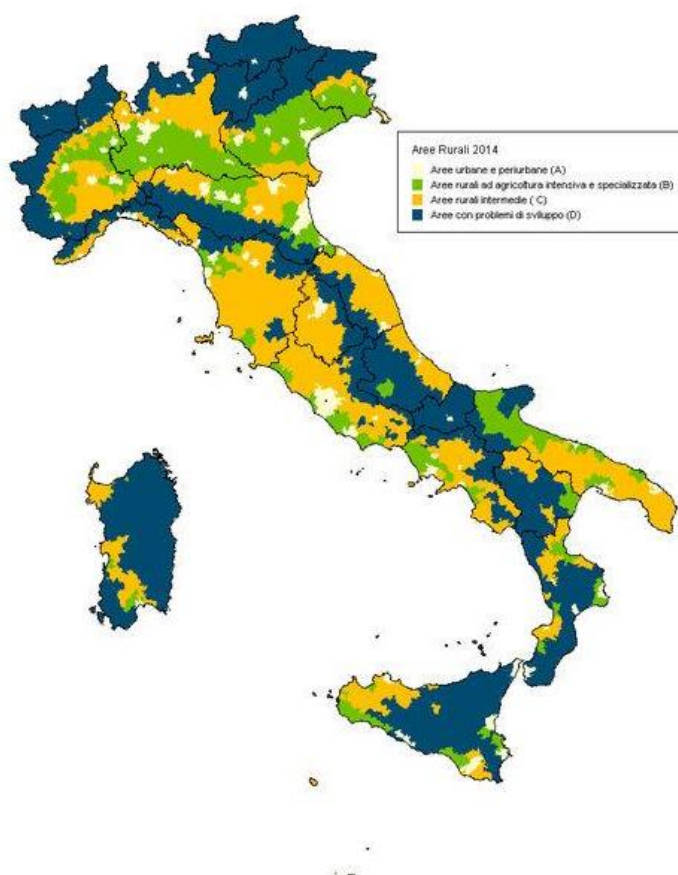 Aree Rurali 2014
Aree urbane e periurbane (A)
Aree rurali ad agricoltura intensiva e specializzata (B)
Aree rurali intermedie ( C)
Aree con problemi di sviluppo (D)